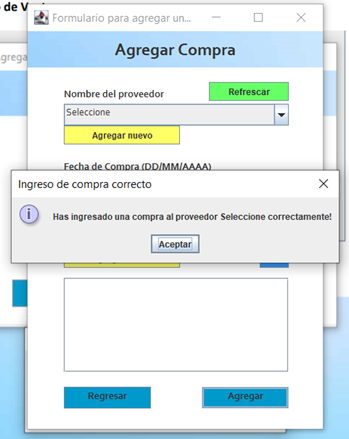 o de V
Formulario para agregar un...
agrega
Agregar Compra
Nombre del proveedor
Refrescar
Seleccione
Agregar nuevo
Fecha de Compra (DD/MM/AAAA)
Ingreso de compra correcto
Has ingresado una compra al proveedor Seleccione correctamente!
Aceptar
Regresar
Agregar